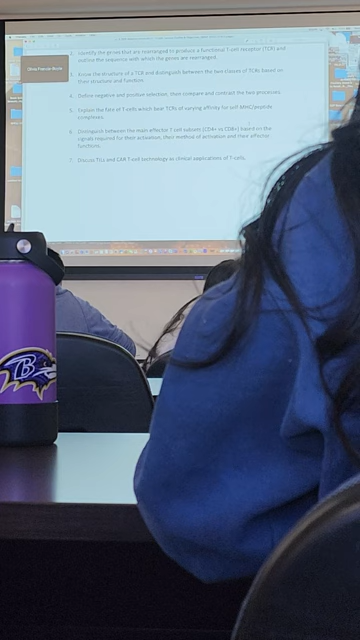 Identify the genes that are rearranged to produce a functional T-cell receptor (TCR) and
outline the sequence with which the genes are rearranged.
3. Know the structure of a TCR and distinguish between the two classes of TCRs based on
their structure and function.
4. Define negative and positive selection, then compare and contrast the two processes.
5. Explain the fate of T-cells which bear TCRs of varying affinity for self MHC/peptide
complexes.
6. Distinguish between the main effector T cell subsets (CD4+ vs CD8+) based on the
signals required for their activation, their method of activation and their effector
functions.
7. Discuss TILs and CAR T-cell technology as clinical applications of T-cells.
B